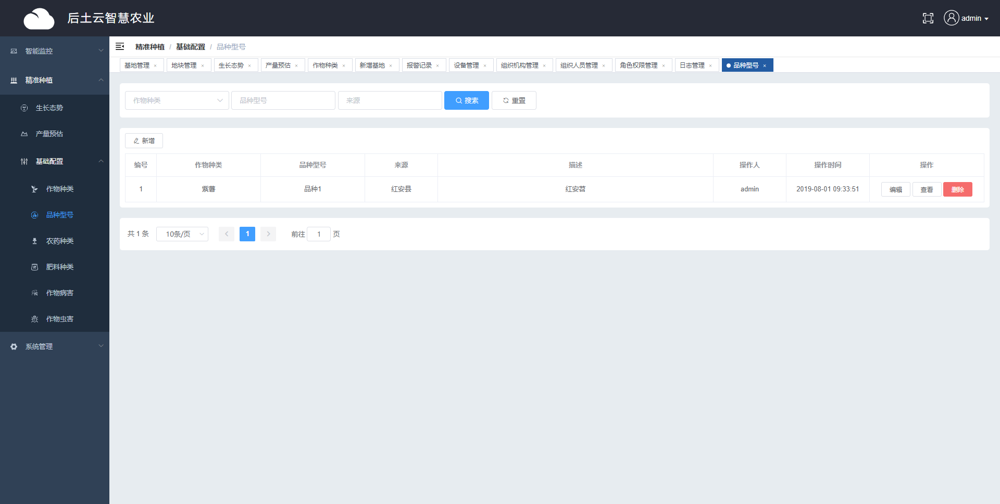 后土云智慧农业
admin
智能监控
精准种植
生长态势
产量预估
基础配置
作物种类
品种型号
农药种类
肥料种类
作物病害
作物虫害
系统管理
精准种植 / 基础配置 / 品种型号
基地管理 × 地块管理 × 生长态势 × 产量预估 × 作物种类 × 新增基地 × 报警记录 × 设备管理 × 组织机构管理 × 组织人员管理 × 角色权限管理 × 日志管理 × 品种型号 ×
作物种类 品种型号 来源 搜索 重置
新增
编号 作物种类 品种型号 来源 描述 操作人 操作时间 操作
1 紫薯 品种1 红安县 红安苕 admin 2019-08-01 09:33:51 编辑 查看 删除
共 1 条 10条/页 1 前往 1 页